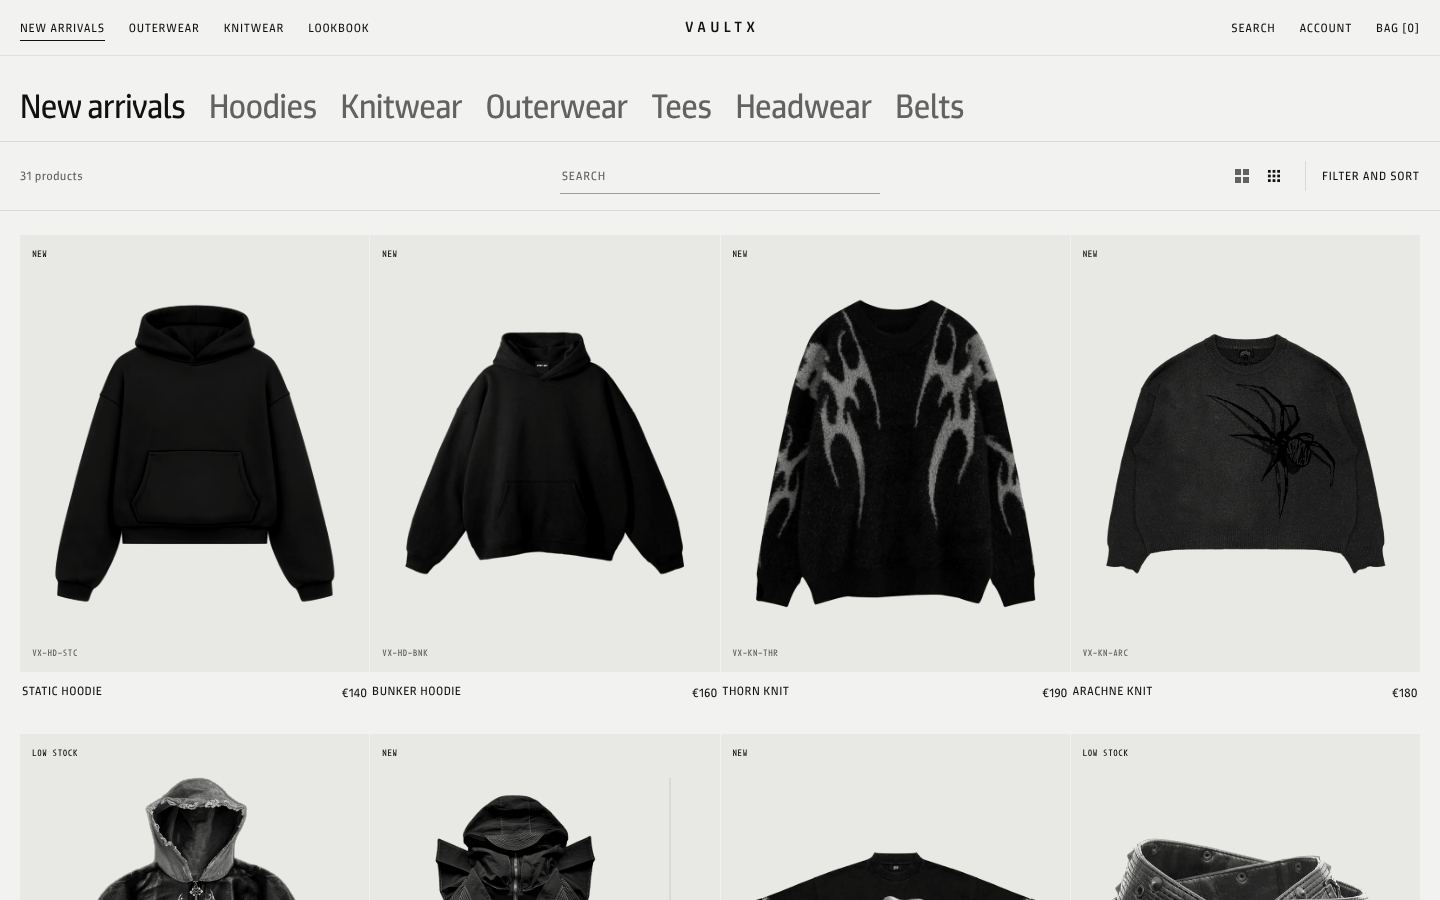 NEW ARRIVALS OUTERWEAR KNITWEAR LOOKBOOK VAULTX SEARCH ACCOUNT BAG [0]
New arrivals Hoodies Knitwear Outerwear Tees Headwear Belts
31 products SEARCH FILTER AND SORT
NEW NEW NEW NEW
VX-HD-STC VX-HD-BNK VX-KN-THR VX-KN-ARC
STATIC HOODIE €140 BUNKER HOODIE €160 THORN KNIT €190 ARACHNE KNIT €180
LOW STOCK NEW NEW LOW STOCK